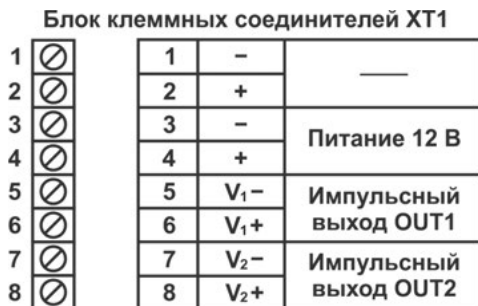 Блок клеммных соединителей XT1
1 1 –
2 2 +
3 3 – Питание 12 В
4 4 +
5 5 V₁– Импульсный
6 6 V₁+ выход OUT1
7 7 V₂– Импульсный
8 8 V₂+ выход OUT2